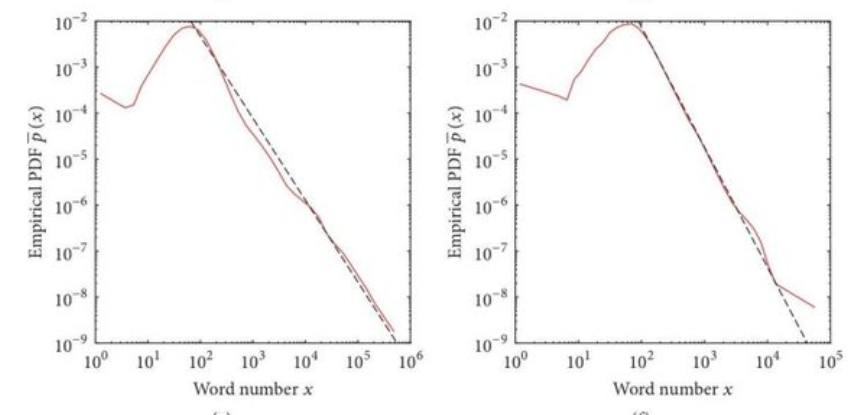 10⁻²
10⁻³
10⁻⁴
10⁻⁵
10⁻⁶
10⁻⁷
10⁻⁸
10⁻⁹
Empirical PDF p̅ (x)
10⁰ 10¹ 10² 10³ 10⁴ 10⁵ 10⁶
Word number x
10⁻²
10⁻³
10⁻⁴
10⁻⁵
10⁻⁶
10⁻⁷
10⁻⁸
10⁻⁹
Empirical PDF p̅ (x)
10⁰ 10¹ 10² 10³ 10⁴ 10⁵
Word number x